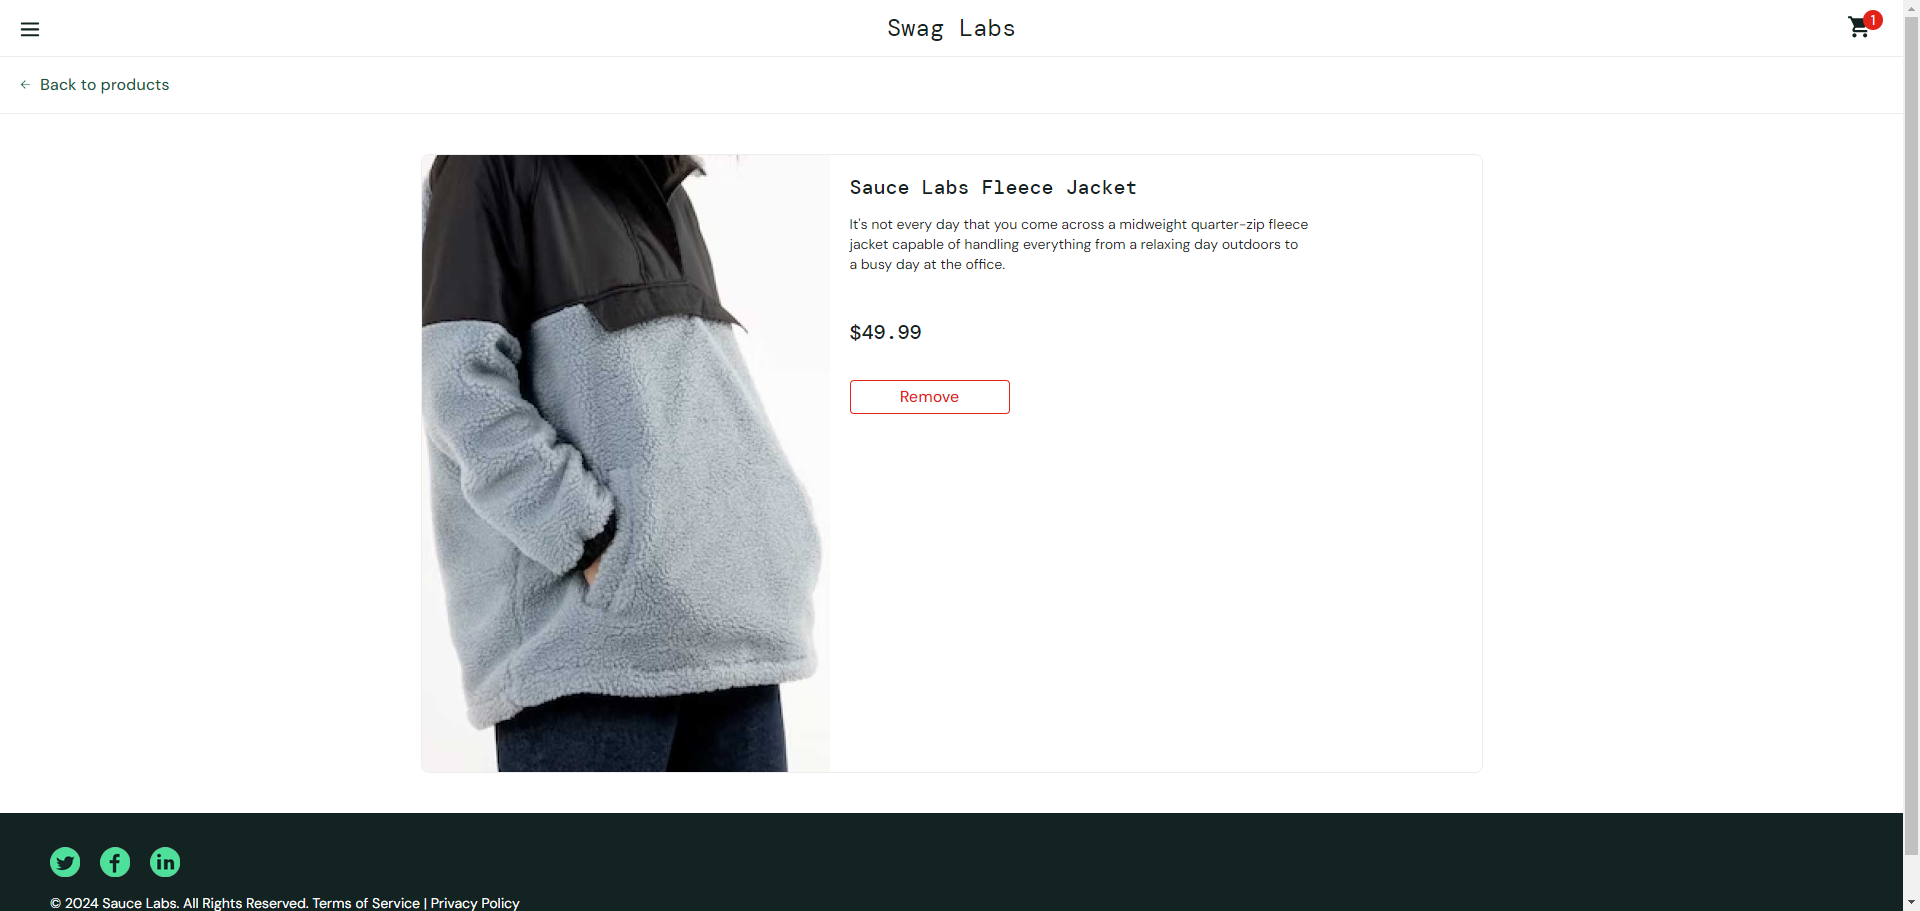 Swag Labs
1
Back to products
Sauce Labs Fleece Jacket
It's not every day that you come across a midweight quarter-zip fleece
jacket capable of handling everything from a relaxing day outdoors to
a busy day at the office.
$49.99
Remove
© 2024 Sauce Labs. All Rights Reserved. Terms of Service | Privacy Policy